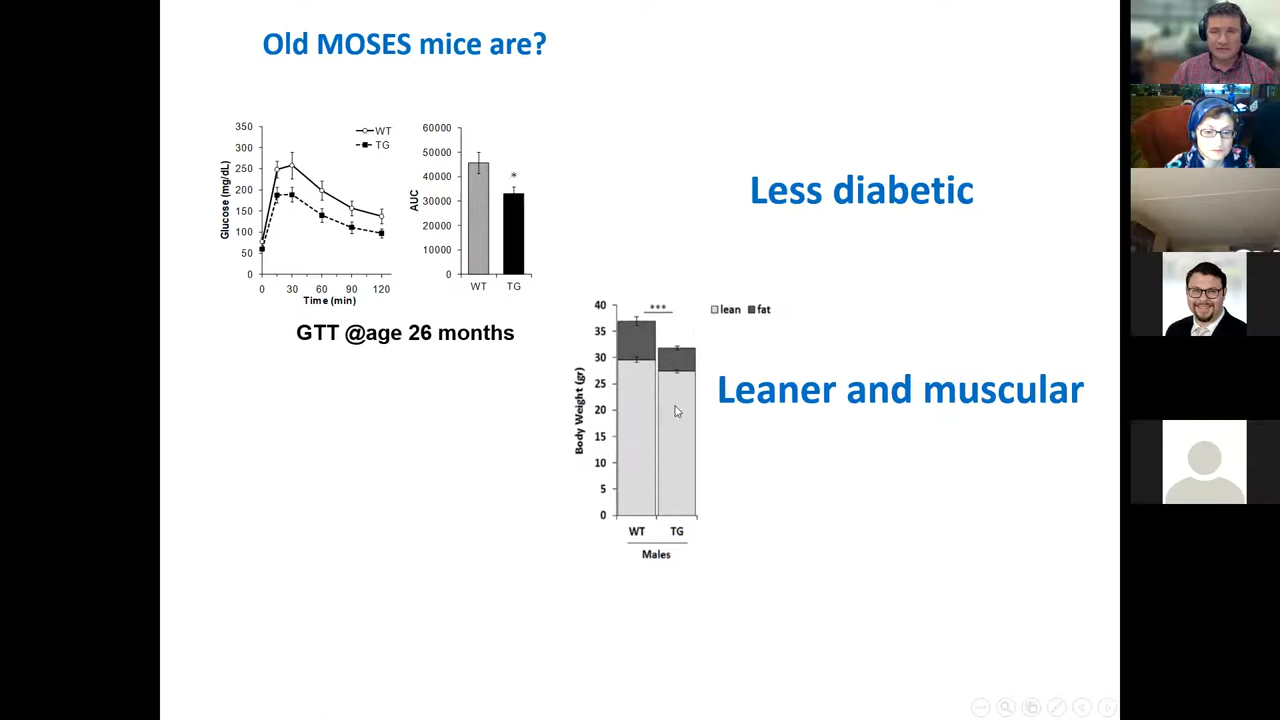 Old MOSES mice are?
350
300
250
200
150
100
50
0
Glucose (mg/dL)
WT
TG
0 30 60 90 120
Time (min)
60000
50000
40000
30000
20000
10000
0
AUC
*
WT TG
GTT @age 26 months
Less diabetic
40
35
30
25
20
15
10
5
0
Body Weight (gr)
***
lean fat
WT TG
Males
Leaner and muscular